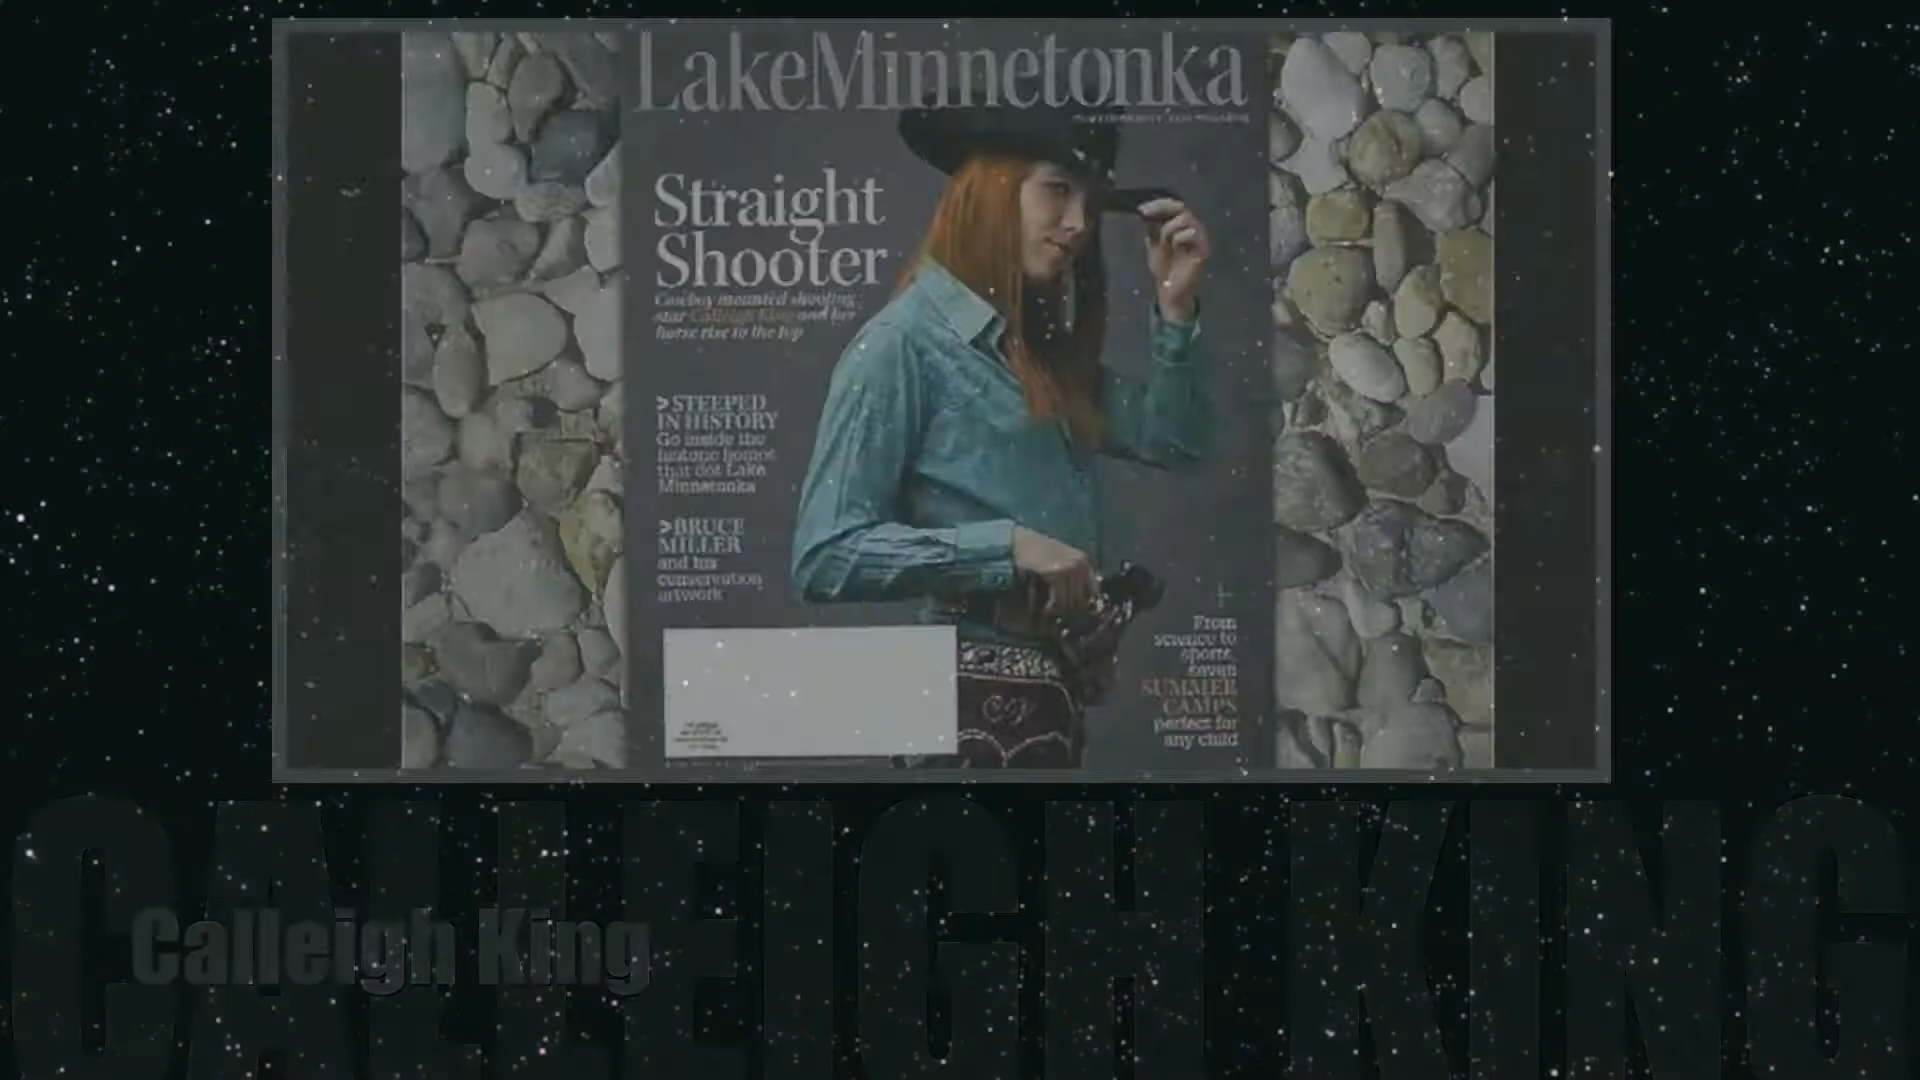 LakeMinnetonka
Straight
Shooter
Cowboy mounted shooting
star Calleigh King and her
horse rise to the top
>STEEPED
IN HISTORY
Go inside the
historic homes
that dot Lake
Minnetonka
>BRUCE
MILLER
and his
conservation
artwork
+
From
science to
sports,
seven
SUMMER
CAMPS
perfect for
any child
CALLEIGH KING
Calleigh King